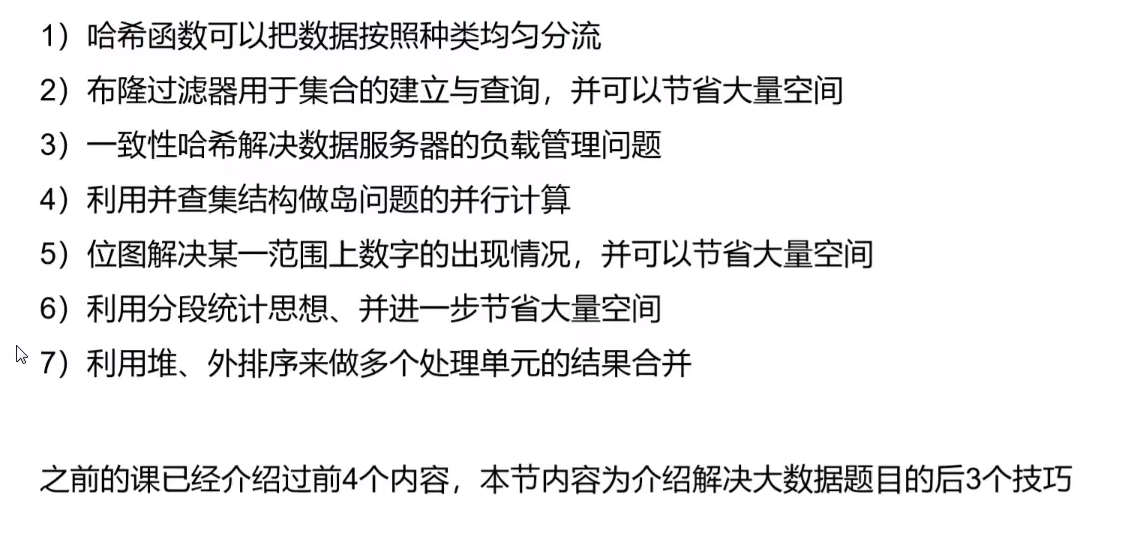 1）哈希函数可以把数据按照种类均匀分流
2）布隆过滤器用于集合的建立与查询，并可以节省大量空间
3）一致性哈希解决数据服务器的负载管理问题
4）利用并查集结构做岛问题的并行计算
5）位图解决某一范围上数字的出现情况，并可以节省大量空间
6）利用分段统计思想、并进一步节省大量空间
7）利用堆、外排序来做多个处理单元的结果合并
之前的课已经介绍过前4个内容，本节内容为介绍解决大数据题目的后3个技巧